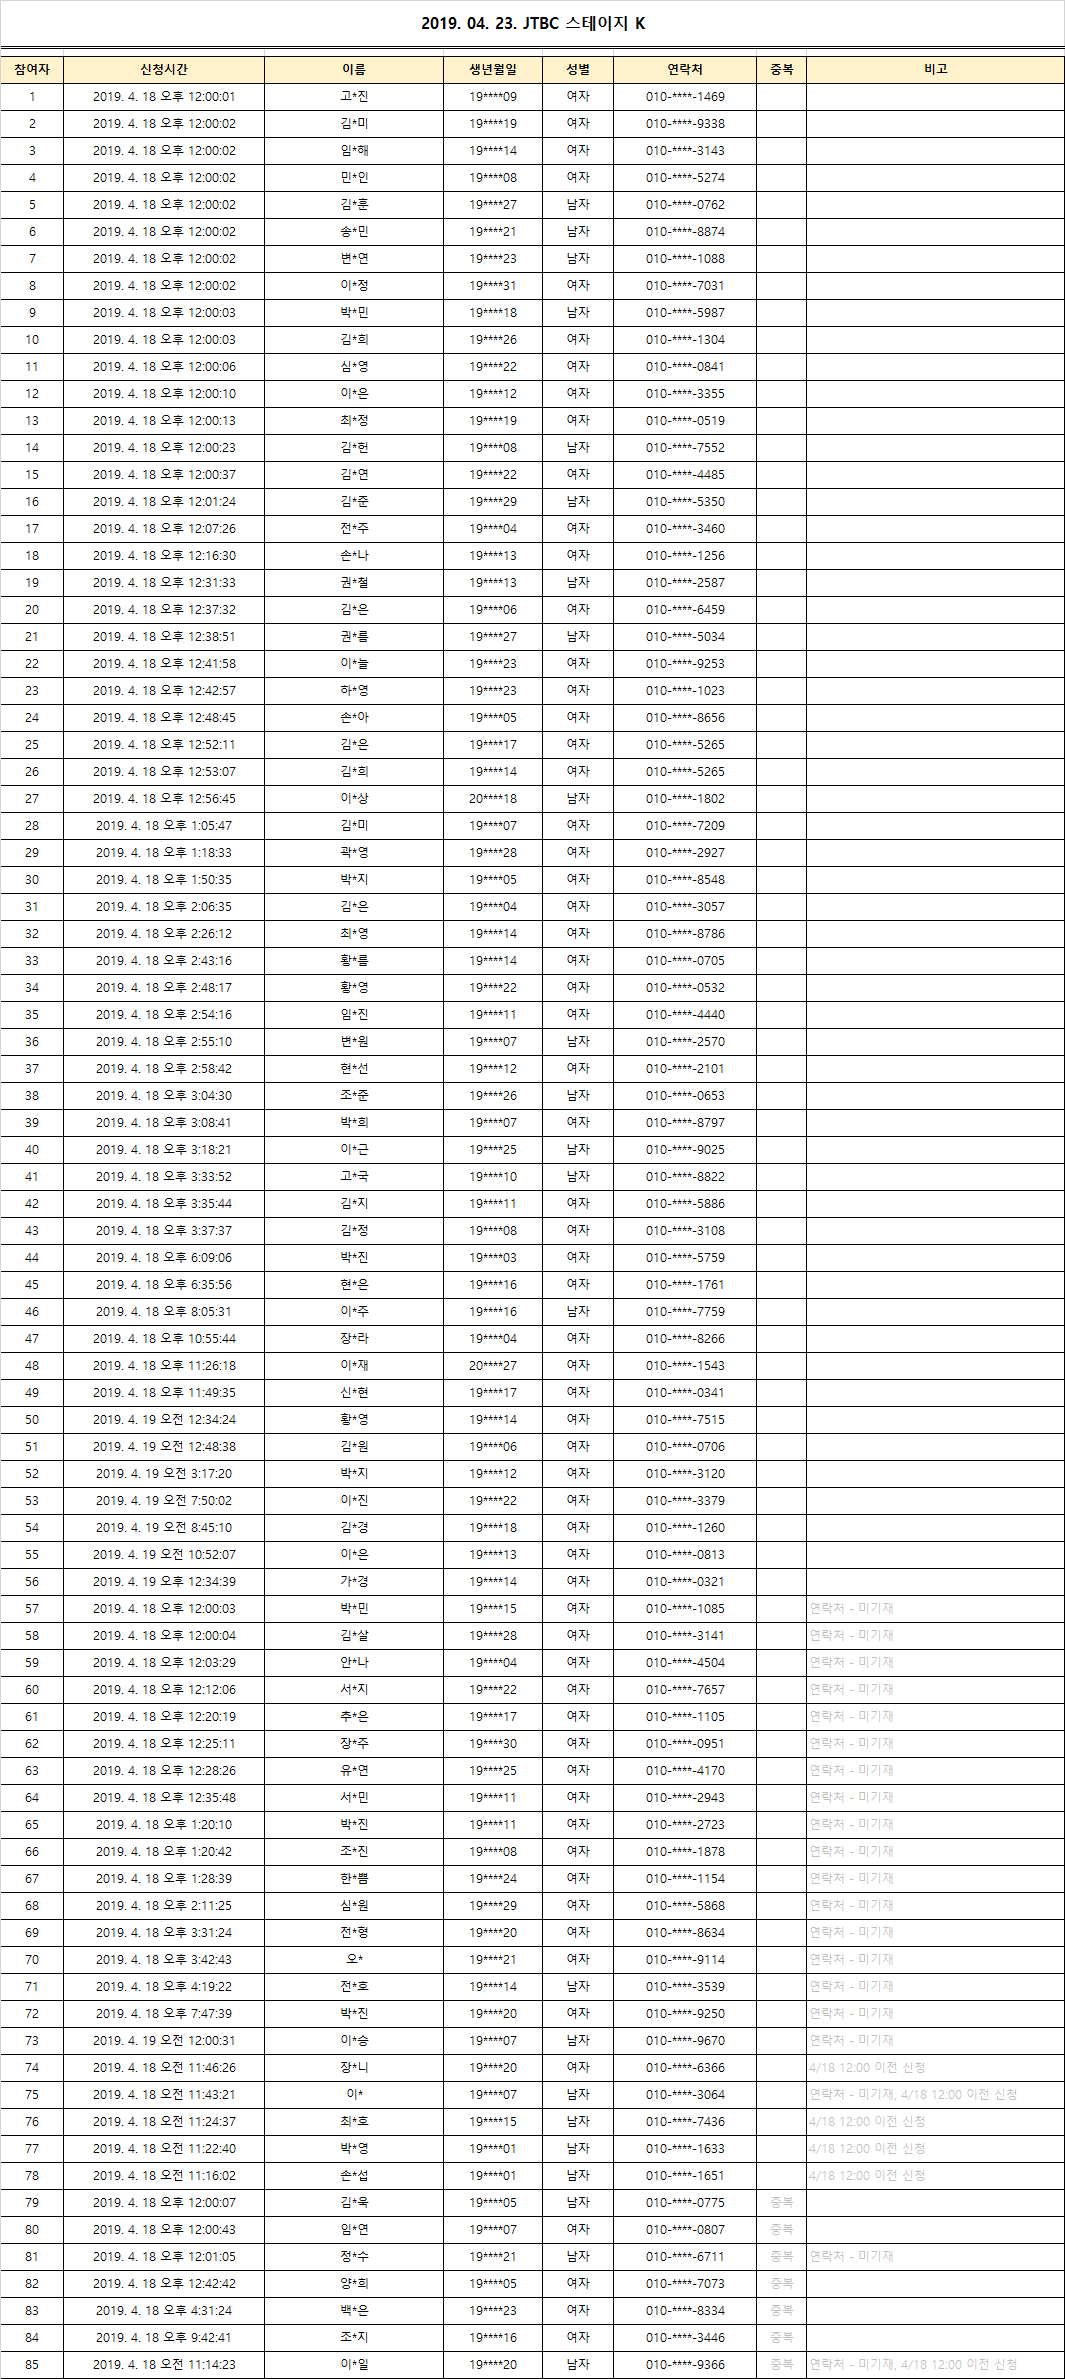 2019. 04. 23. JTBC 스테이지 K
참여자 신청시간 이름 생년월일 성별 연락처 중복 비고
1 2019. 4. 18 오후 12:00:01 고*진 19****09 여자 010-****-1469
2 2019. 4. 18 오후 12:00:02 김*미 19****19 여자 010-****-9338
3 2019. 4. 18 오후 12:00:02 임*해 19****14 여자 010-****-3143
4 2019. 4. 18 오후 12:00:02 민*인 19****08 여자 010-****-5274
5 2019. 4. 18 오후 12:00:02 김*훈 19****27 남자 010-****-0762
6 2019. 4. 18 오후 12:00:02 송*민 19****21 남자 010-****-8874
7 2019. 4. 18 오후 12:00:02 변*연 19****23 남자 010-****-1088
8 2019. 4. 18 오후 12:00:02 이*정 19****31 여자 010-****-7031
9 2019. 4. 18 오후 12:00:03 박*민 19****18 남자 010-****-5987
10 2019. 4. 18 오후 12:00:03 김*희 19****26 여자 010-****-1304
11 2019. 4. 18 오후 12:00:06 심*영 19****22 여자 010-****-0841
12 2019. 4. 18 오후 12:00:10 이*은 19****12 여자 010-****-3355
13 2019. 4. 18 오후 12:00:13 최*정 19****19 여자 010-****-0519
14 2019. 4. 18 오후 12:00:23 김*헌 19****08 남자 010-****-7552
15 2019. 4. 18 오후 12:00:37 김*연 19****22 여자 010-****-4485
16 2019. 4. 18 오후 12:01:24 김*준 19****29 남자 010-****-5350
17 2019. 4. 18 오후 12:07:26 전*주 19****04 여자 010-****-3460
18 2019. 4. 18 오후 12:16:30 손*나 19****13 여자 010-****-1256
19 2019. 4. 18 오후 12:31:33 권*철 19****13 남자 010-****-2587
20 2019. 4. 18 오후 12:37:32 김*은 19****06 여자 010-****-6459
21 2019. 4. 18 오후 12:38:51 권*름 19****27 남자 010-****-5034
22 2019. 4. 18 오후 12:41:58 이*늘 19****23 여자 010-****-9253
23 2019. 4. 18 오후 12:42:57 하*영 19****23 여자 010-****-1023
24 2019. 4. 18 오후 12:48:45 손*아 19****05 여자 010-****-8656
25 2019. 4. 18 오후 12:52:11 김*은 19****17 여자 010-****-5265
26 2019. 4. 18 오후 12:53:07 김*희 19****14 여자 010-****-5265
27 2019. 4. 18 오후 12:56:45 이*상 20****18 남자 010-****-1802
28 2019. 4. 18 오후 1:05:47 김*미 19****07 여자 010-****-7209
29 2019. 4. 18 오후 1:18:33 곽*영 19****28 여자 010-****-2927
30 2019. 4. 18 오후 1:50:35 박*지 19****05 여자 010-****-8548
31 2019. 4. 18 오후 2:06:35 김*은 19****04 여자 010-****-3057
32 2019. 4. 18 오후 2:26:12 최*영 19****14 여자 010-****-8786
33 2019. 4. 18 오후 2:43:16 황*름 19****14 여자 010-****-0705
34 2019. 4. 18 오후 2:48:17 황*영 19****22 여자 010-****-0532
35 2019. 4. 18 오후 2:54:16 임*진 19****11 여자 010-****-4440
36 2019. 4. 18 오후 2:55:10 변*원 19****07 남자 010-****-2570
37 2019. 4. 18 오후 2:58:42 현*선 19****12 여자 010-****-2101
38 2019. 4. 18 오후 3:04:30 조*준 19****26 남자 010-****-0653
39 2019. 4. 18 오후 3:08:41 박*희 19****07 여자 010-****-8797
40 2019. 4. 18 오후 3:18:21 이*근 19****25 남자 010-****-9025
41 2019. 4. 18 오후 3:33:52 고*국 19****10 남자 010-****-8822
42 2019. 4. 18 오후 3:35:44 김*지 19****11 여자 010-****-5886
43 2019. 4. 18 오후 3:37:37 김*정 19****08 여자 010-****-3108
44 2019. 4. 18 오후 6:09:06 박*진 19****03 여자 010-****-5759
45 2019. 4. 18 오후 6:35:56 현*은 19****16 여자 010-****-1761
46 2019. 4. 18 오후 8:05:31 이*주 19****16 남자 010-****-7759
47 2019. 4. 18 오후 10:55:44 장*라 19****04 여자 010-****-8266
48 2019. 4. 18 오후 11:26:18 이*재 20****27 여자 010-****-1543
49 2019. 4. 18 오후 11:49:35 신*현 19****17 여자 010-****-0341
50 2019. 4. 19 오전 12:34:24 황*영 19****14 여자 010-****-7515
51 2019. 4. 19 오전 12:48:38 김*원 19****06 여자 010-****-0706
52 2019. 4. 19 오전 3:17:20 박*지 19****12 여자 010-****-3120
53 2019. 4. 19 오전 7:50:02 이*진 19****22 여자 010-****-3379
54 2019. 4. 19 오전 8:45:10 김*경 19****18 여자 010-****-1260
55 2019. 4. 19 오전 10:52:07 이*은 19****13 여자 010-****-0813
56 2019. 4. 19 오후 12:34:39 가*경 19****14 여자 010-****-0321
57 2019. 4. 18 오후 12:00:03 박*민 19****15 여자 010-****-1085 연락처 - 미기재
58 2019. 4. 18 오후 12:00:04 김*살 19****28 여자 010-****-3141 연락처 - 미기재
59 2019. 4. 18 오후 12:03:29 안*나 19****04 여자 010-****-4504 연락처 - 미기재
60 2019. 4. 18 오후 12:12:06 서*지 19****22 여자 010-****-7657 연락처 - 미기재
61 2019. 4. 18 오후 12:20:19 추*은 19****17 여자 010-****-1105 연락처 - 미기재
62 2019. 4. 18 오후 12:25:11 장*주 19****30 여자 010-****-0951 연락처 - 미기재
63 2019. 4. 18 오후 12:28:26 유*연 19****25 여자 010-****-4170 연락처 - 미기재
64 2019. 4. 18 오후 12:35:48 서*민 19****11 여자 010-****-2943 연락처 - 미기재
65 2019. 4. 18 오후 1:20:10 박*진 19****11 여자 010-****-2723 연락처 - 미기재
66 2019. 4. 18 오후 1:20:42 조*진 19****08 여자 010-****-1878 연락처 - 미기재
67 2019. 4. 18 오후 1:28:39 한*쁨 19****24 여자 010-****-1154 연락처 - 미기재
68 2019. 4. 18 오후 2:11:25 심*원 19****29 여자 010-****-5868 연락처 - 미기재
69 2019. 4. 18 오후 3:31:24 전*형 19****20 여자 010-****-8634 연락처 - 미기재
70 2019. 4. 18 오후 3:42:43 오* 19****21 여자 010-****-9114 연락처 - 미기재
71 2019. 4. 18 오후 4:19:22 전*호 19****14 남자 010-****-3539 연락처 - 미기재
72 2019. 4. 18 오후 7:47:39 박*진 19****20 여자 010-****-9250 연락처 - 미기재
73 2019. 4. 19 오전 12:00:31 이*승 19****07 남자 010-****-9670 연락처 - 미기재
74 2019. 4. 18 오전 11:46:26 장*니 19****20 여자 010-****-6366 4/18 12:00 이전 신청
75 2019. 4. 18 오전 11:43:21 이* 19****07 남자 010-****-3064 연락처 - 미기재, 4/18 12:00 이전 신청
76 2019. 4. 18 오전 11:24:37 최*호 19****15 남자 010-****-7436 4/18 12:00 이전 신청
77 2019. 4. 18 오전 11:22:40 박*영 19****01 남자 010-****-1633 4/18 12:00 이전 신청
78 2019. 4. 18 오전 11:16:02 손*섭 19****01 남자 010-****-1651 4/18 12:00 이전 신청
79 2019. 4. 18 오후 12:00:07 김*욱 19****05 남자 010-****-0775 중복
80 2019. 4. 18 오후 12:00:43 임*연 19****07 여자 010-****-0807 중복
81 2019. 4. 18 오후 12:01:05 정*수 19****21 남자 010-****-6711 중복 연락처 - 미기재
82 2019. 4. 18 오후 12:42:42 양*희 19****05 여자 010-****-7073 중복
83 2019. 4. 18 오후 4:31:24 백*은 19****23 여자 010-****-8334 중복
84 2019. 4. 18 오후 9:42:41 조*지 19****16 여자 010-****-3446 중복
85 2019. 4. 18 오전 11:14:23 이*일 19****20 남자 010-****-9366 중복 연락처 - 미기재, 4/18 12:00 이전 신청